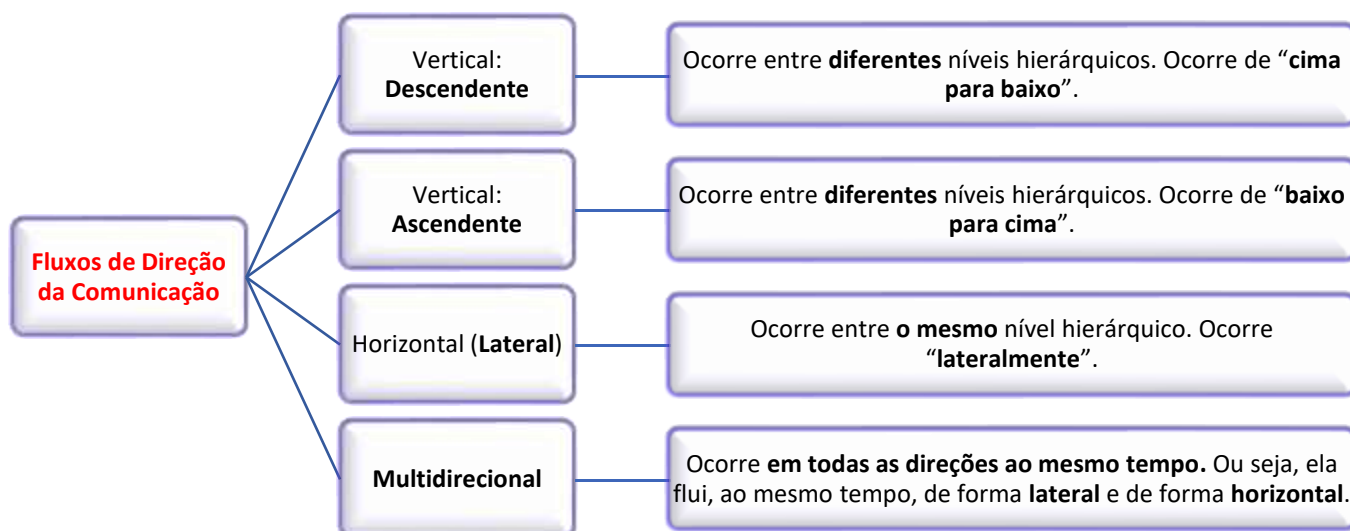 Vertical:
Descendente
Ocorre entre diferentes níveis hierárquicos. Ocorre de “cima
para baixo”.
Vertical:
Ascendente
Ocorre entre diferentes níveis hierárquicos. Ocorre de “baixo
para cima”.
Fluxos de Direção
da Comunicação
Horizontal (Lateral)
Ocorre entre o mesmo nível hierárquico. Ocorre
“lateralmente”.
Multidirecional
Ocorre em todas as direções ao mesmo tempo. Ou seja, ela
flui, ao mesmo tempo, de forma lateral e de forma horizontal.